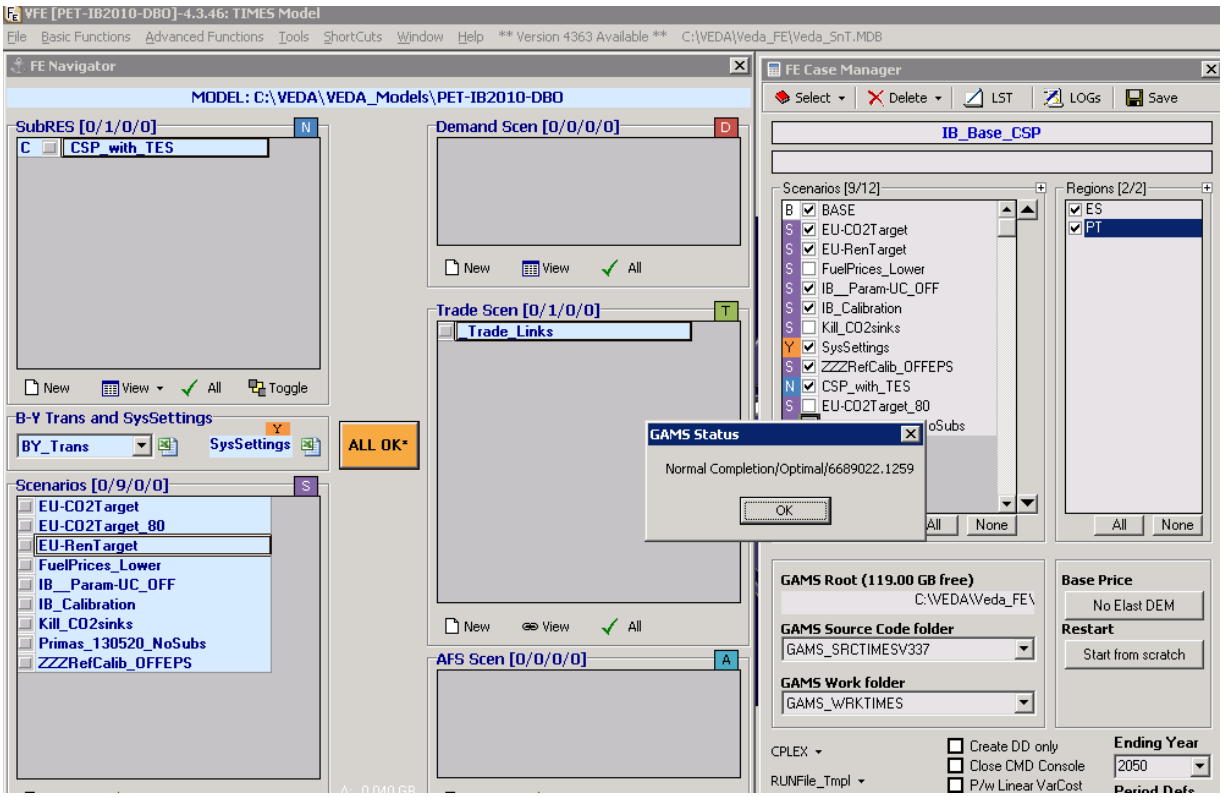 VFE [PET-IB2010-DBO]-4.3.46: TIMES Model
File Basic Functions Advanced Functions Tools ShortCuts Window Help ** Version 4363 Available ** C:\VEDA\Veda_FE\Veda_SnT.MDB
FE Navigator
MODEL: C:\VEDA\VEDA_Models\PET-IB2010-DBO
SubRES [0/1/0/0] N
C CSP_with_TES
New View All Toggle
B-Y Trans and SysSettings
Y
BY_Trans SysSettings
ALL OK*
Scenarios [0/9/0/0] S
EU-CO2Target
EU-CO2Target_80
EU-RenTarget
FuelPrices_Lower
IB__Param-UC_OFF
IB_Calibration
Kill_CO2sinks
Primas_130520_NoSubs
ZZZRefCalib_OFFEPS
Demand Scen [0/0/0/0] D
New View All
Trade Scen [0/1/0/0] T
_Trade_Links
New View All
AFS Scen [0/0/0/0] A
A: 0.040 GB
FE Case Manager
Select Delete LST LOGs Save
IB_Base_CSP
Scenarios [9/12]
B BASE
S EU-CO2Target
S EU-RenTarget
S FuelPrices_Lower
S IB__Param-UC_OFF
S IB_Calibration
S Kill_CO2sinks
Y SysSettings
S ZZZRefCalib_OFFEPS
N CSP_with_TES
S EU-CO2Target_80
oSubs
All None
Regions [2/2]
ES
PT
All None
GAMS Status
Normal Completion/Optimal/6689022.1259
OK
GAMS Root (119.00 GB free)
C:\VEDA\Veda_FE\
GAMS Source Code folder
GAMS_SRCTIMESV337
GAMS Work folder
GAMS_WRKTIMES
Base Price
No Elast DEM
Restart
Start from scratch
CPLEX
RUNFile_Tmpl
Create DD only
Close CMD Console
P/w Linear VarCost
Ending Year
2050
Period Defs